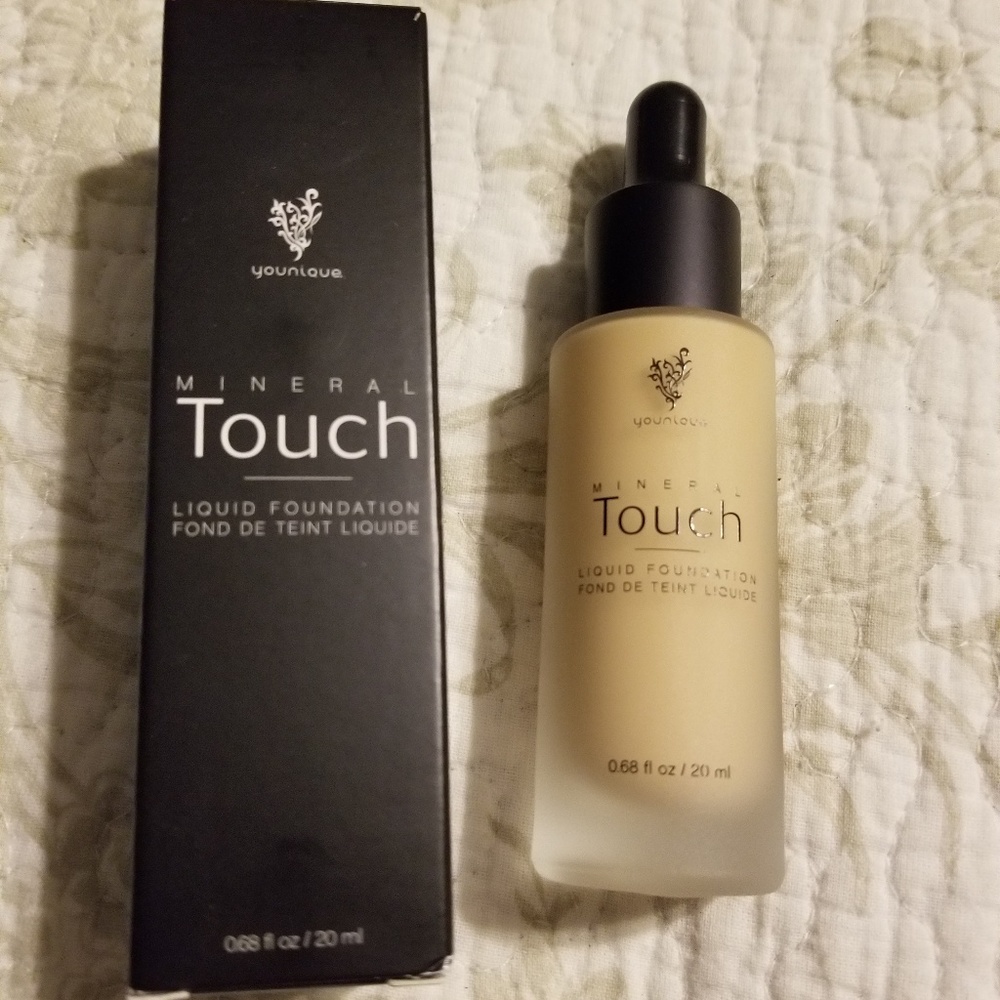 younique
MINERAL
Touch
LIQUID FOUNDATION
FOND DE TEINT LIQUIDE
0.68 fl oz / 20 ml
younique
MINERAL
Touch
LIQUID FOUNDATION
FOND DE TEINT LIQUIDE
0.68 fl oz / 20 ml